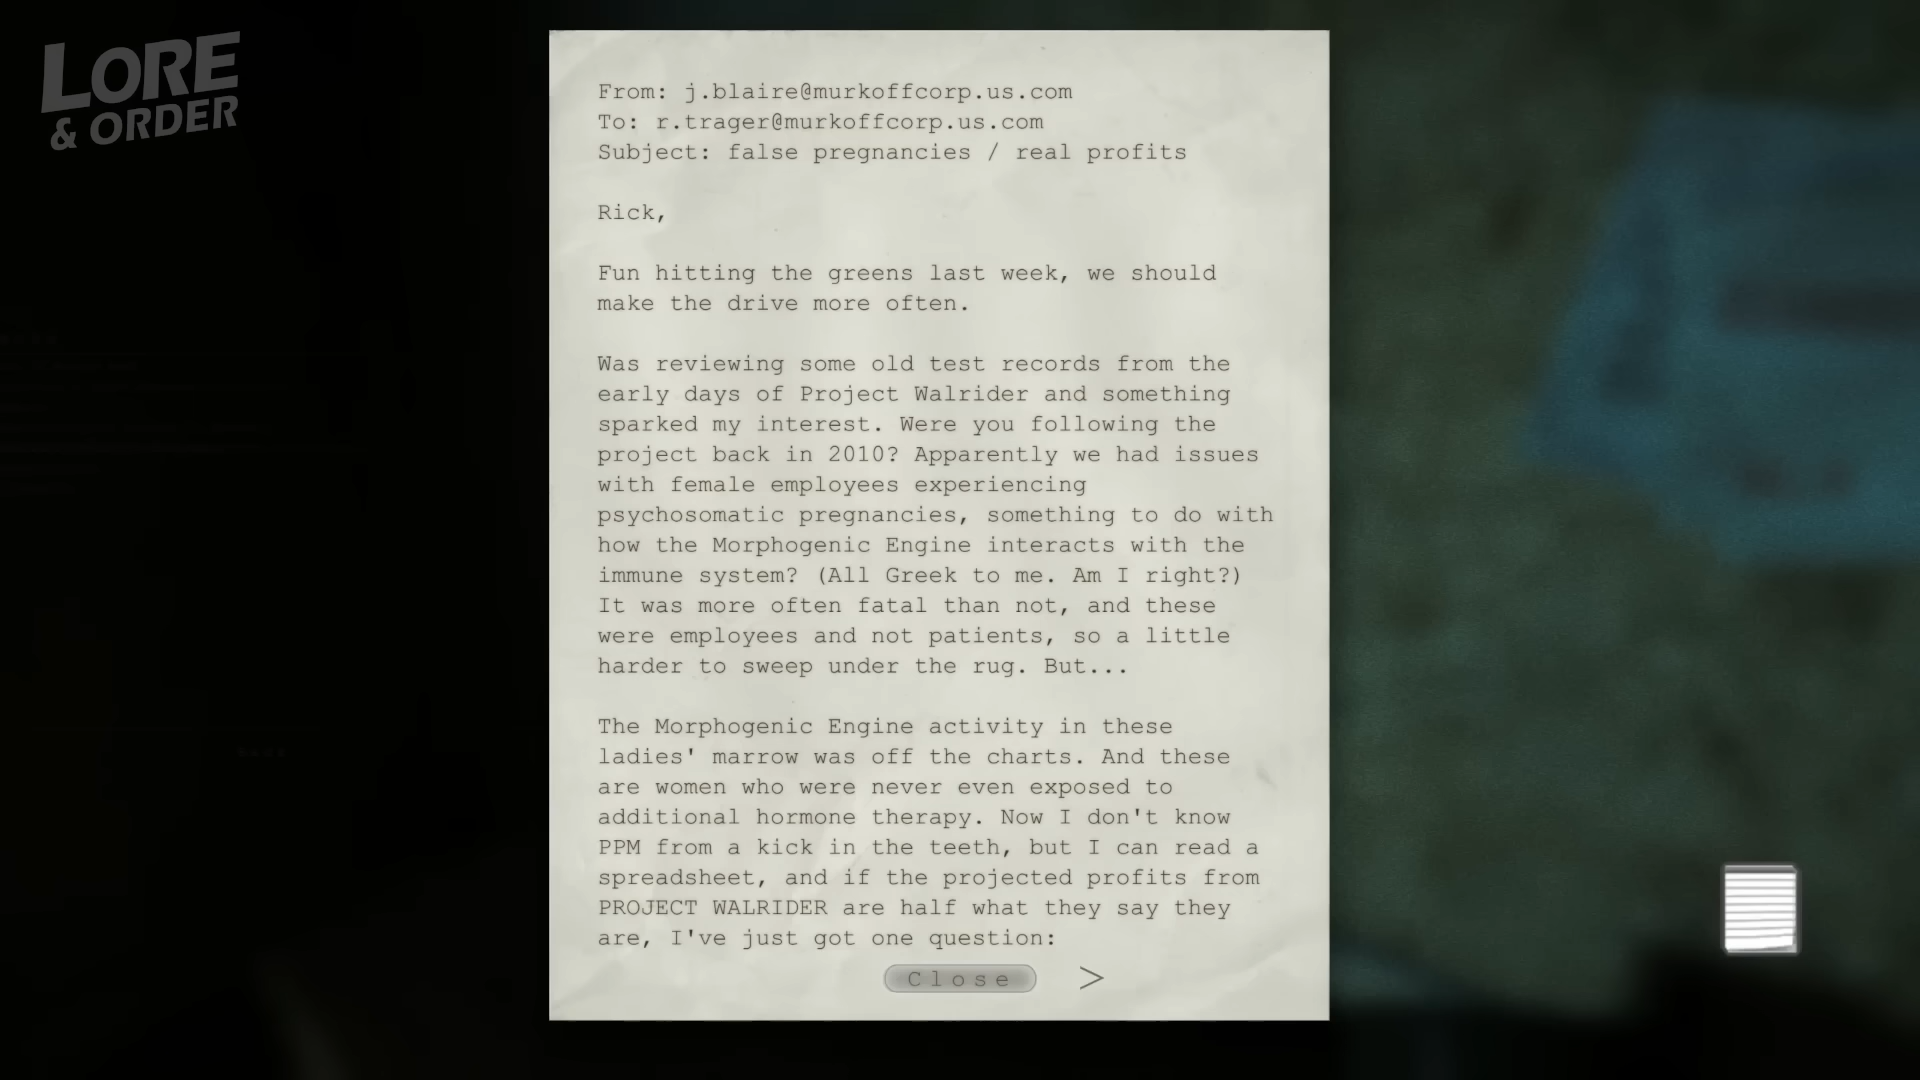 LORE
& ORDER
From: j.blaire@murkoffcorp.us.com
To: r.trager@murkoffcorp.us.com
Subject: false pregnancies / real profits
Rick,
Fun hitting the greens last week, we should
make the drive more often.
Was reviewing some old test records from the
early days of Project Walrider and something
sparked my interest. Were you following the
project back in 2010? Apparently we had issues
with female employees experiencing
psychosomatic pregnancies, something to do with
how the Morphogenic Engine interacts with the
immune system? (All Greek to me. Am I right?)
It was more often fatal than not, and these
were employees and not patients, so a little
harder to sweep under the rug. But...
The Morphogenic Engine activity in these
ladies' marrow was off the charts. And these
are women who were never even exposed to
additional hormone therapy. Now I don't know
PPM from a kick in the teeth, but I can read a
spreadsheet, and if the projected profits from
PROJECT WALRIDER are half what they say they
are, I've just got one question:
Close >